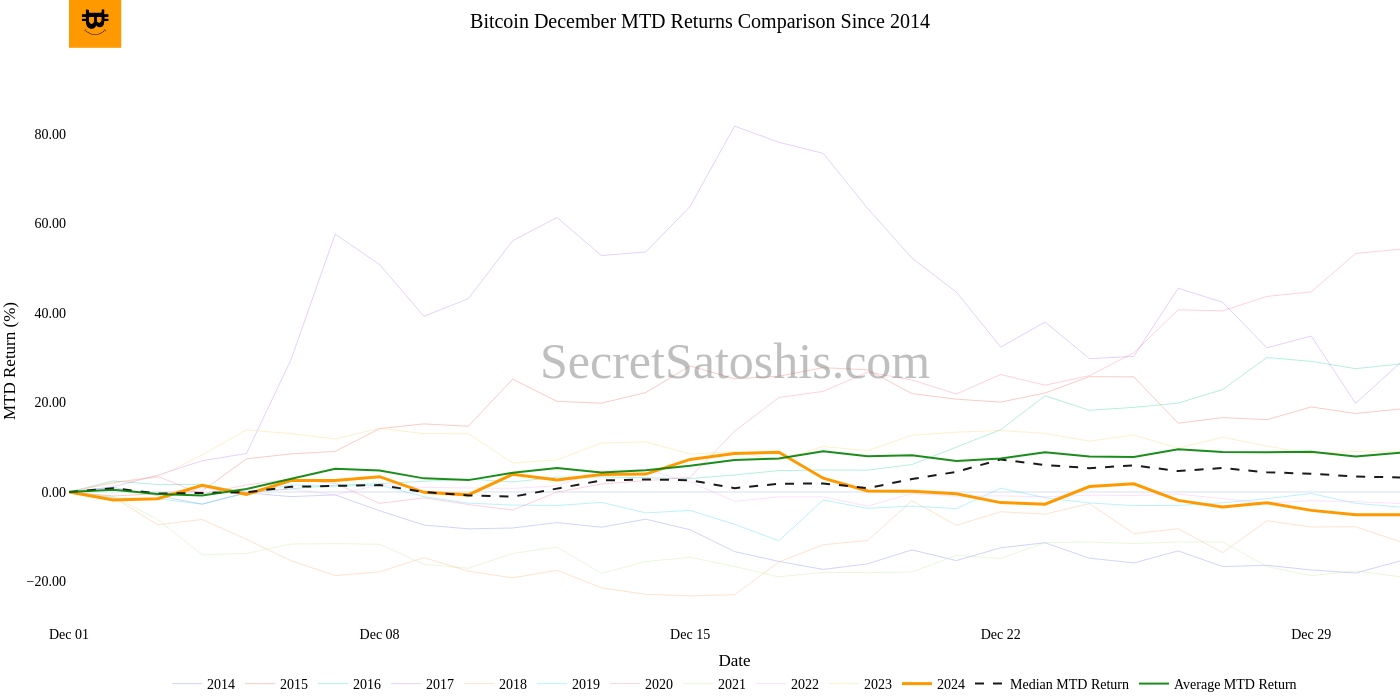 Bitcoin December MTD Returns Comparison Since 2014
80.00
60.00
40.00
20.00
0.00
−20.00
MTD Return (%)
SecretSatoshis.com
Dec 01 Dec 08 Dec 15 Dec 22 Dec 29
Date
2014 2015 2016 2017 2018 2019 2020 2021 2022 2023 2024 Median MTD Return Average MTD Return